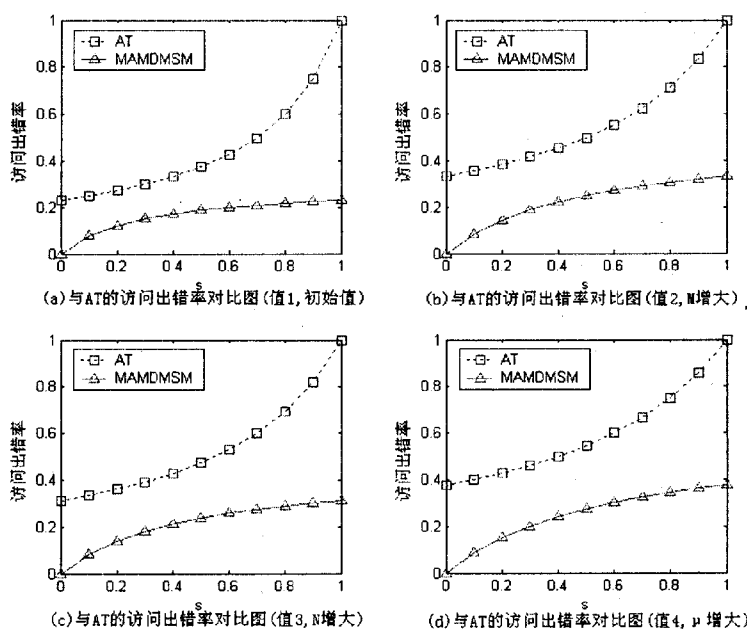 1
0.8
0.6
0.4
0.2
0
访问出错率
AT
MAMDMSM
0 0.2 0.4 0.6 0.8 1
s
(a)与AT的访问出错率对比图(值1,初始值)
1
0.8
0.6
0.4
0.2
0
访问出错率
AT
MAMDMSM
0 0.2 0.4 0.6 0.8 1
s
(b)与AT的访问出错率对比图(值2,M增大)
1
0.8
0.6
0.4
0.2
0
访问出错率
AT
MAMDMSM
0 0.2 0.4 0.6 0.8 1
s
(c)与AT的访问出错率对比图(值3,N增大)
1
0.8
0.6
0.4
0.2
0
访问出错率
AT
MAMDMSM
0 0.2 0.4 0.6 0.8 1
s
(d)与AT的访问出错率对比图(值4,μ增大)